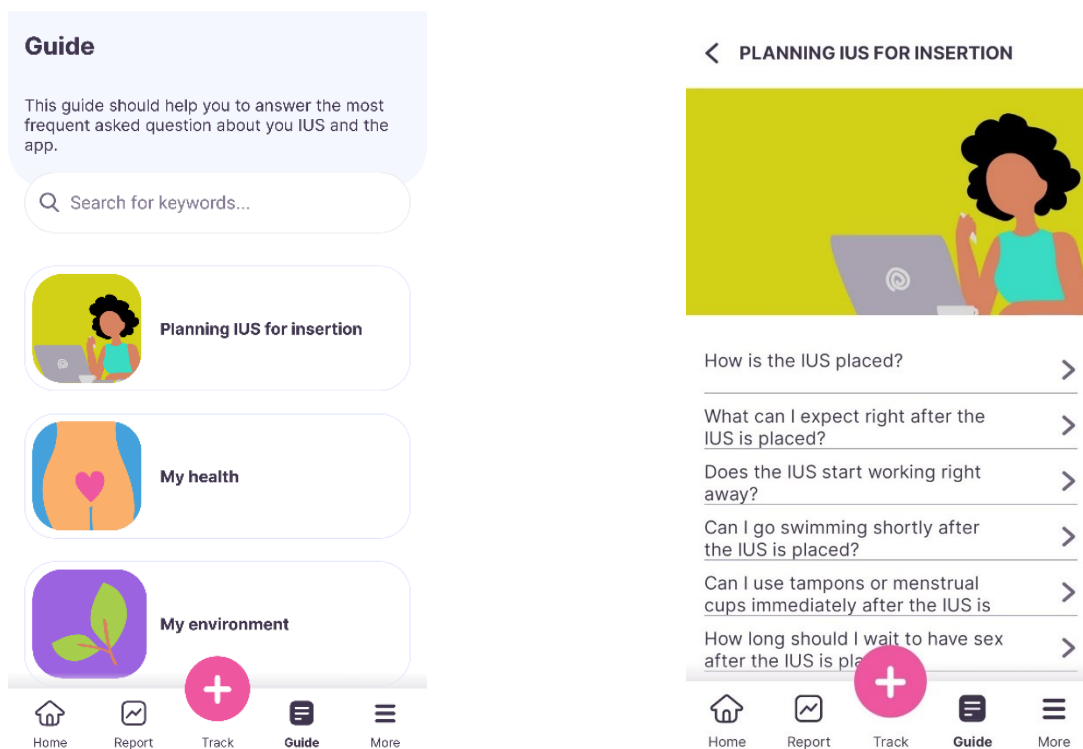 Guide
This guide should help you to answer the most
frequent asked question about you IUS and the
app.
Search for keywords...
Planning IUS for insertion
My health
My environment
Home
Report
Track
Guide
More
PLANNING IUS FOR INSERTION
How is the IUS placed?
What can I expect right after the
IUS is placed?
Does the IUS start working right
away?
Can I go swimming shortly after
the IUS is placed?
Can I use tampons or menstrual
cups immediately after the IUS is
How long should I wait to have sex
after the IUS is
Home
Report
Track
Guide
More